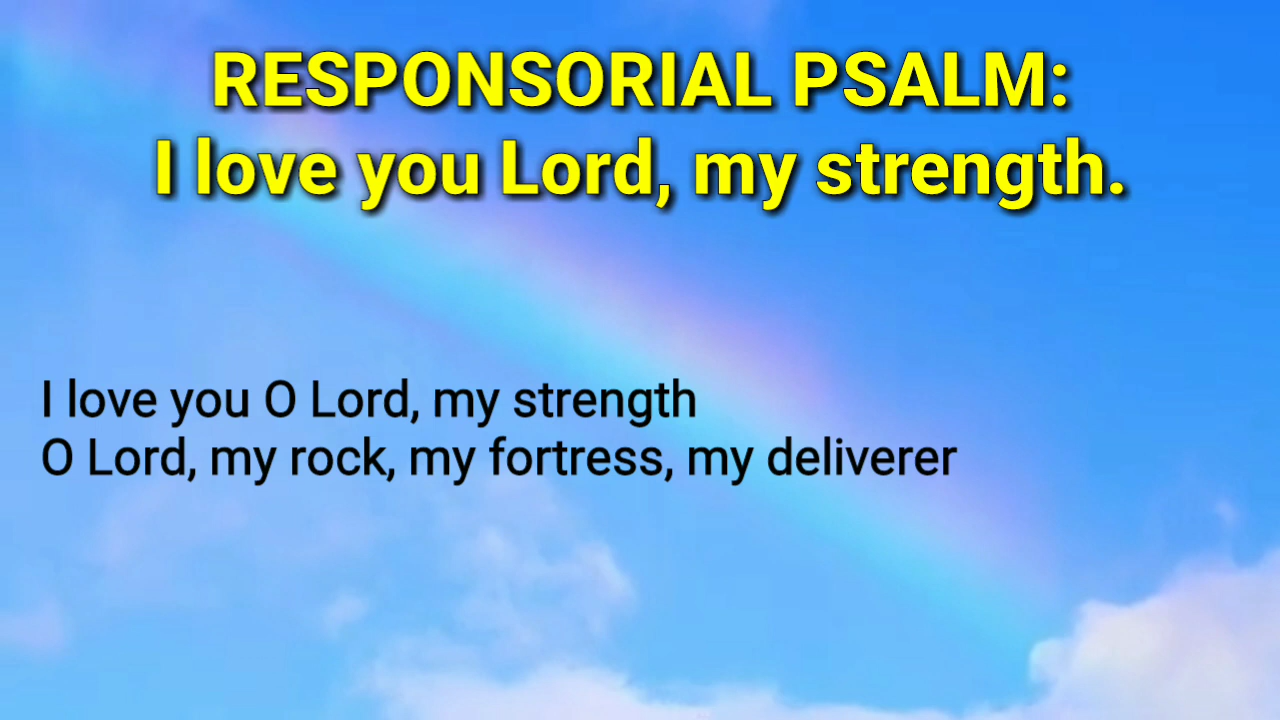 RESPONSORIAL PSALM:
I love you Lord, my strength.
I love you O Lord, my strength
O Lord, my rock, my fortress, my deliverer